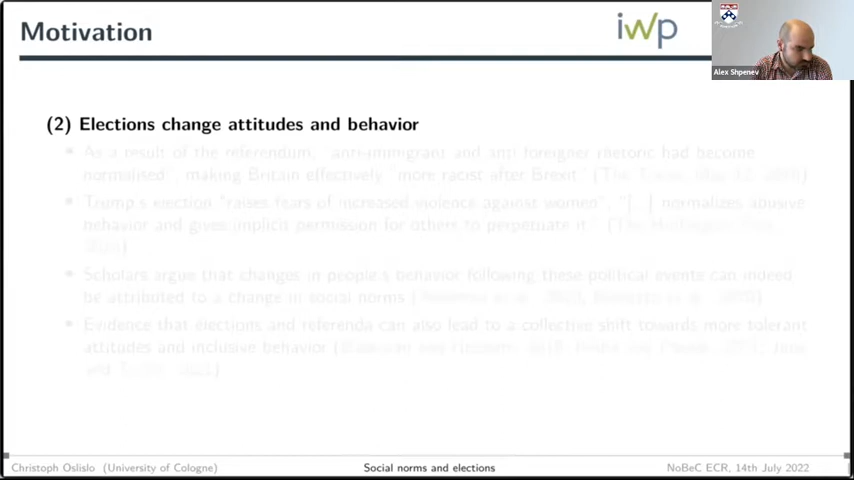 Motivation
iwp
Alex Shpenev
(2) Elections change attitudes and behavior
• As a result of the referendum, "anti-immigrant and anti foreigner rhetoric had become
normalised", making Britain effectively "more racist after Brexit" (The
• Trump's election "raises fears of increased violence against women", "[. ] normalizes abusive
behavior and gives implicit permission for others to perpetuate it" (The
• Scholars argue that changes in people's behavior following these political events can indeed
be attributed to a change in social norms (
• Evidence that elections and referenda can also lead to a collective shift towards more tolerant
attitudes and inclusive behavior (
and
Christoph Oslislo (University of Cologne)
Social norms and elections
NoBeC ECR, 14th July 2022